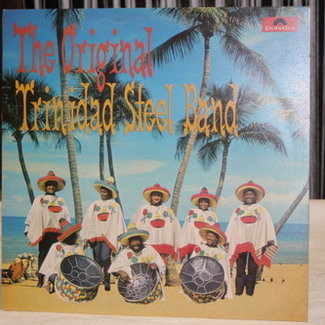 Polydor
The Original
Trinidad Steel Band